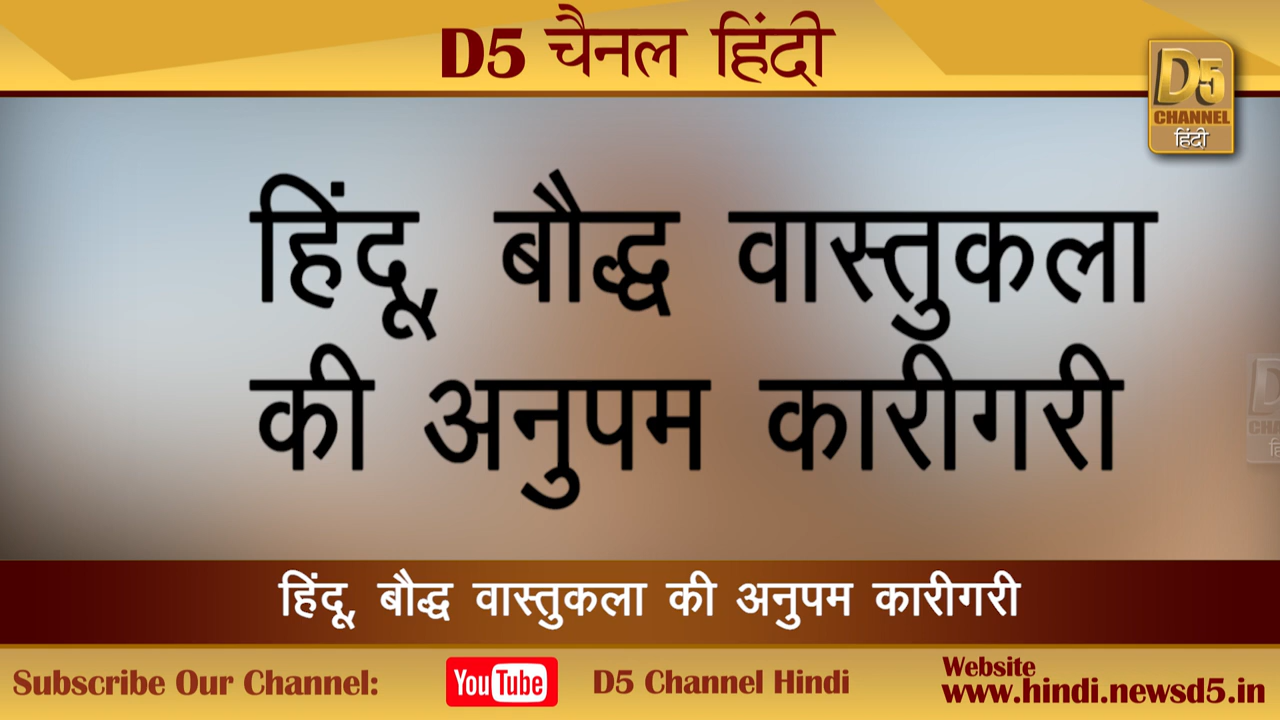 D5 चैनल हिंदी
D5
CHANNEL
हिंदी
हिंदू, बौद्ध वास्तुकला
की अनुपम कारीगरी
हिंदू, बौद्ध वास्तुकला की अनुपम कारीगरी
Subscribe Our Channel:
YouTube
D5 Channel Hindi
Website
www.hindi.newsd5.in